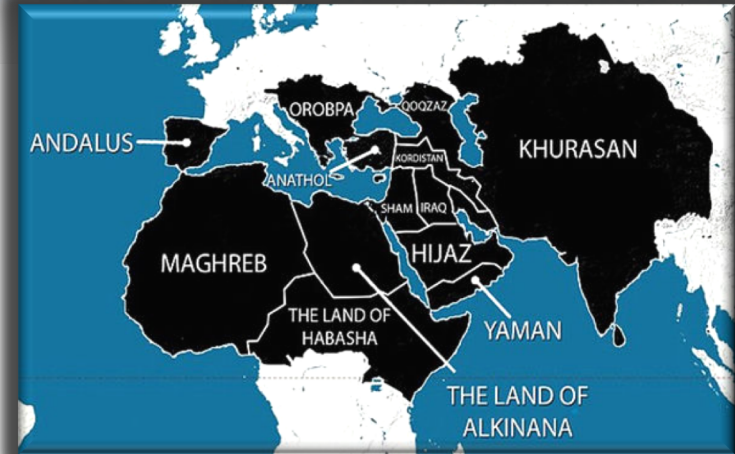 OROBPA
QOQZAZ
ANDALUS
KHURASAN
KORDISTAN
ANATHOL
SHAM
IRAQ
HIJAZ
MAGHREB
THE LAND OF
HABASHA
YAMAN
THE LAND OF
ALKINANA